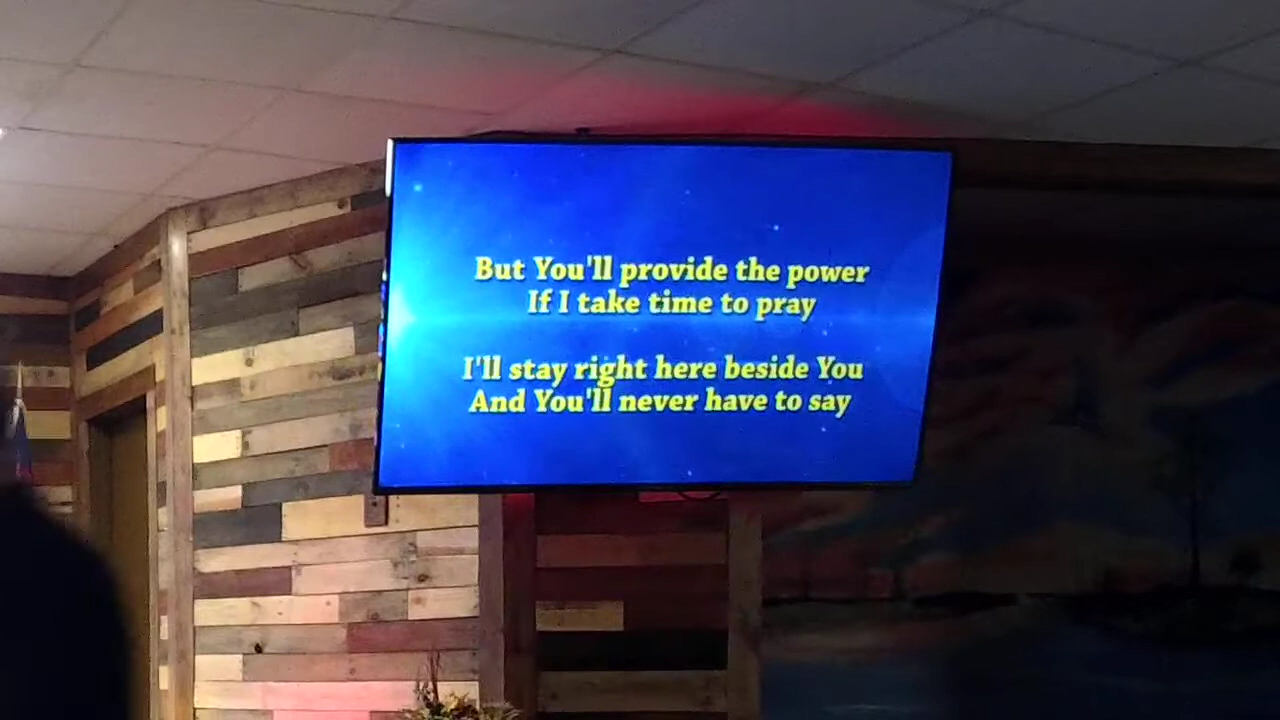 But You'll provide the power
If I take time to pray
I'll stay right here beside You
And You'll never have to say